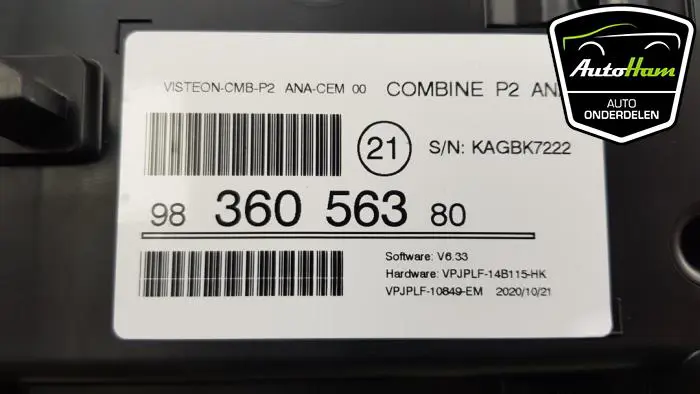 VISTEON-CMB-P2 ANA-CEM 00 COMBINE P2
21 S/N: KAGBK7222
98 360 563 80
Software: V6.33
Hardware: VPJPLF-14B115-HK
VPJPLF-10849-EM 2020/10/21
AutoHam
AUTO
ONDERDELEN